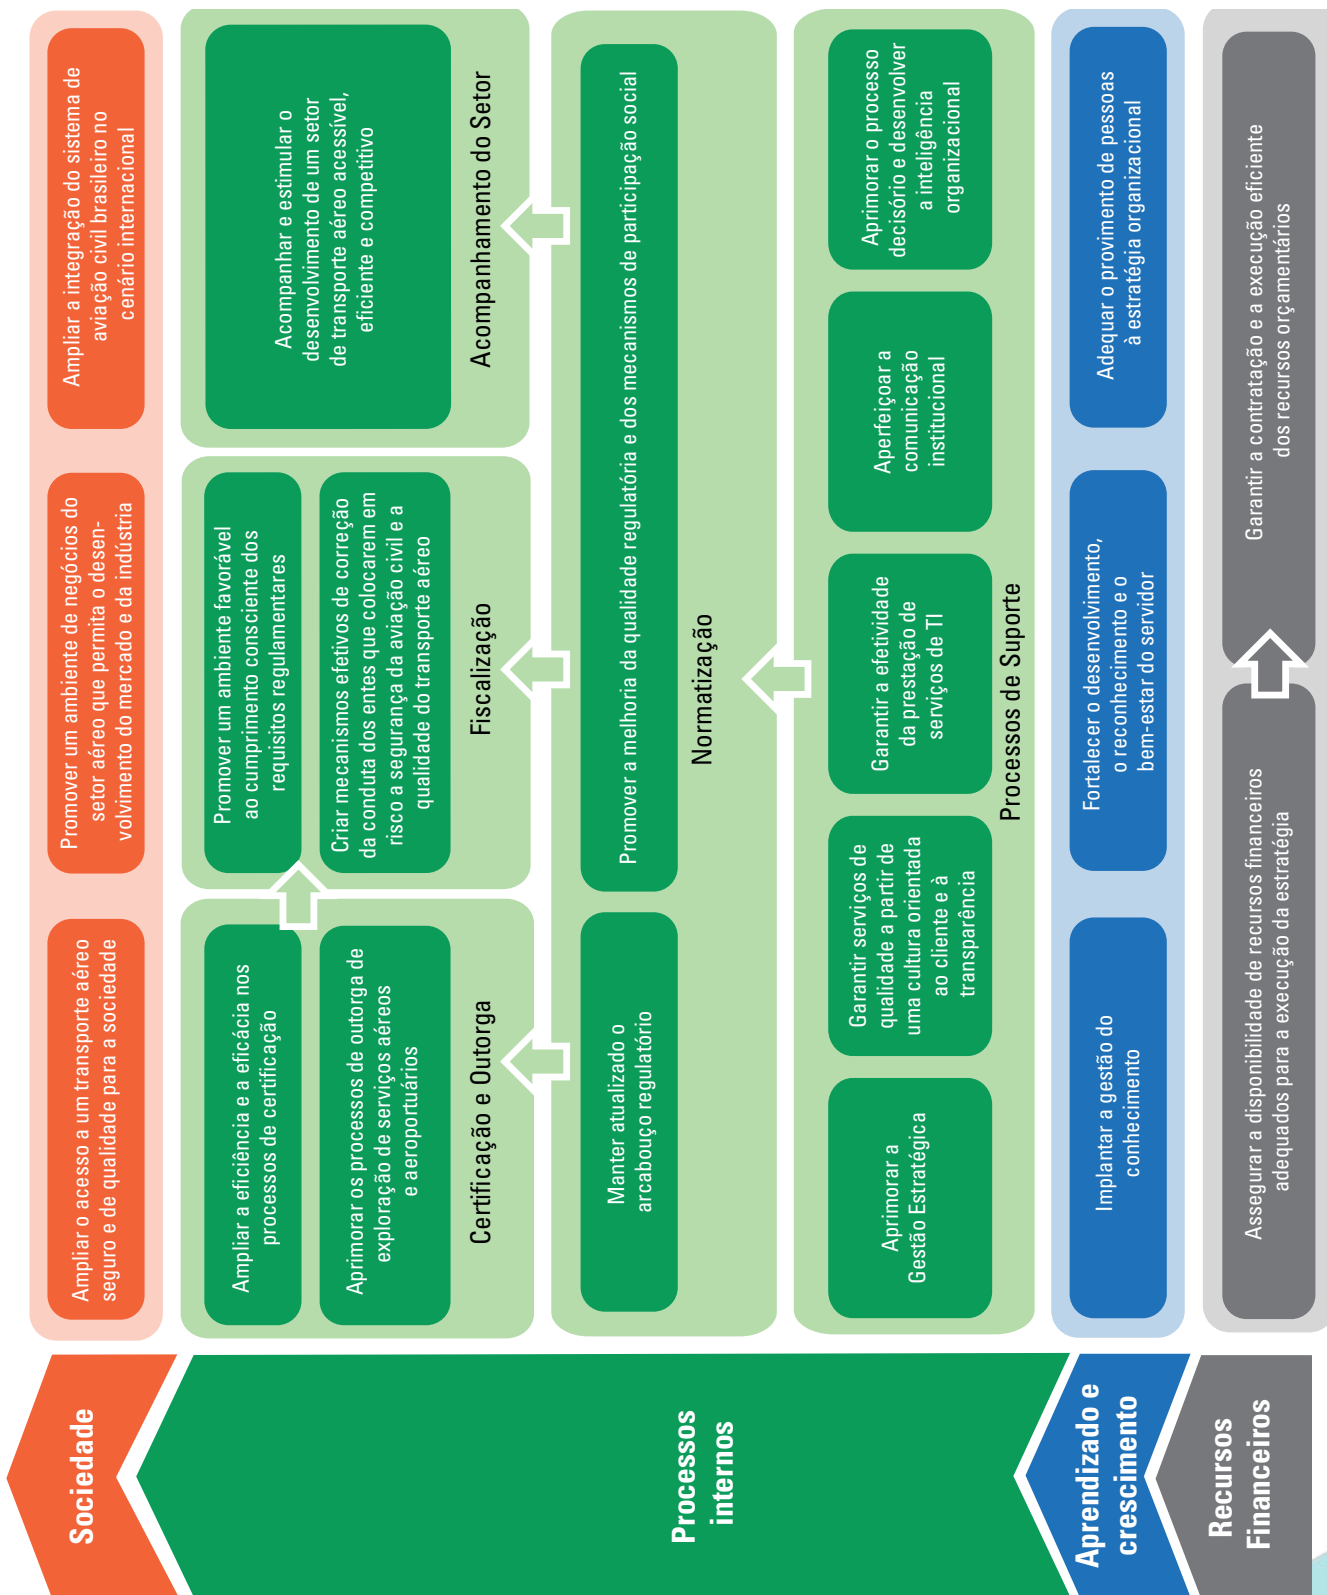 Sociedade
Ampliar o acesso a um transporte aéreo
seguro e de qualidade para a sociedade
Promover um ambiente de negócios do
setor aéreo que permita o desen-
volvimento do mercado e da indústria
Ampliar a integração do sistema de
aviação civil brasileiro no
cenário internacional
Processos
internos
Ampliar a eficiência e a eficácia nos
processos de certificação
Aprimorar os processos de outorga de
exploração de serviços aéreos
e aeroportuários
Certificação e Outorga
Promover um ambiente favorável
ao cumprimento consciente dos
requisitos regulamentares
Criar mecanismos efetivos de correção
da conduta dos entes que colocarem em
risco a segurança da aviação civil e a
qualidade do transporte aéreo
Fiscalização
Acompanhar e estimular o
desenvolvimento de um setor
de transporte aéreo acessível,
eficiente e competitivo
Acompanhamento do Setor
Manter atualizado o
arcabouço regulatório
Promover a melhoria da qualidade regulatória e dos mecanismos de participação social
Normatização
Aprimorar a
Gestão Estratégica
Garantir serviços de
qualidade a partir de
uma cultura orientada
ao cliente e à
transparência
Garantir a efetividade
da prestação de
serviços de TI
Aperfeiçoar a
comunicação
institucional
Aprimorar o processo
decisório e desenvolver
a inteligência
organizacional
Processos de Suporte
Aprendizado e
crescimento
Implantar a gestão do
conhecimento
Fortalecer o desenvolvimento,
o reconhecimento e o
bem-estar do servidor
Adequar o provimento de pessoas
à estratégia organizacional
Recursos
Financeiros
Assegurar a disponibilidade de recursos financeiros
adequados para a execução da estratégia
Garantir a contratação e a execução eficiente
dos recursos orçamentários